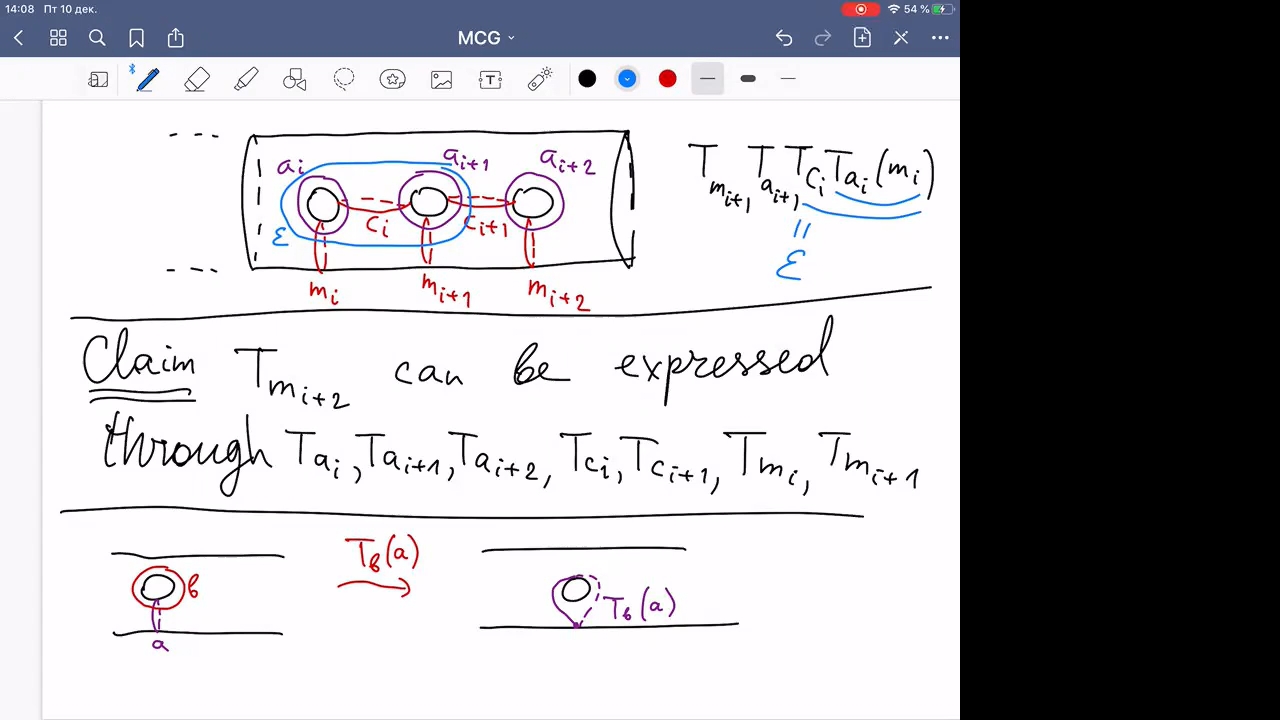 14:08 Пт 10 дек.
54 %
MCG
T
a_i a_{i+1} a_{i+2}
T_{m_{i+1}} T_{a_{i+1}} T_{c_i} T_{a_i} (m_i)
c_i c_{i+1}
ε
=
ε
m_i m_{i+1} m_{i+2}
Claim T_{m_{i+2}} can be expressed
through T_{a_i}, T_{a_{i+1}}, T_{a_{i+2}}, T_{c_i}, T_{c_{i+1}}, T_{m_i}, T_{m_{i+1}}
T_b(a)
b
T_b(a)
a